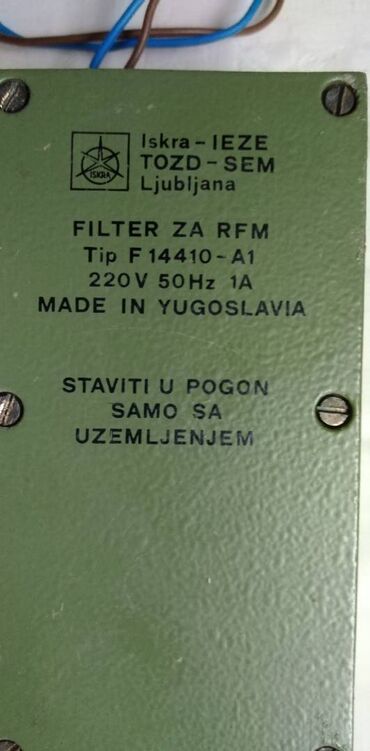 ISKRA
Iskra-IEZE
TOZD-SEM
Ljubljana
FILTER ZA RFM
Tip F 14410-A1
220V 50Hz 1A
MADE IN YUGOSLAVIA
STAVITI U POGON
SAMO SA
UZEMLJENJEM